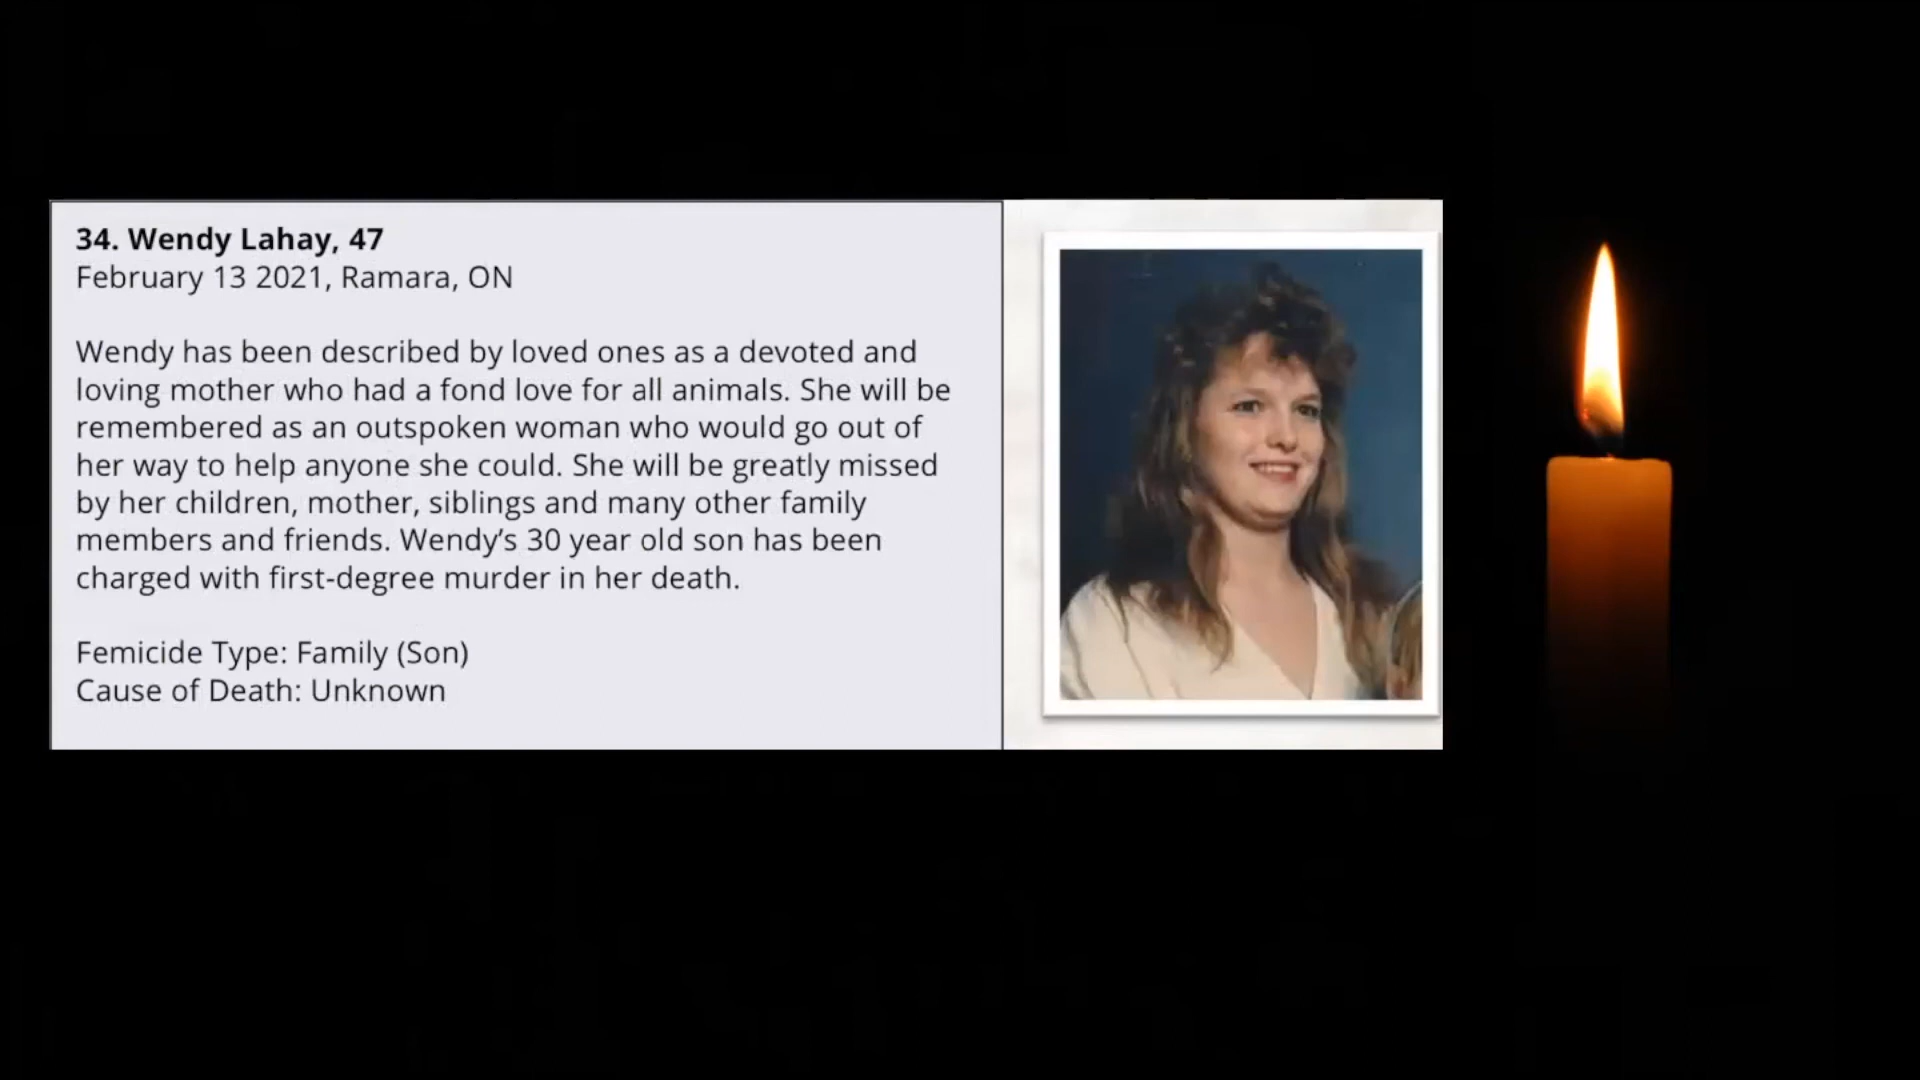 34. Wendy Lahay, 47
February 13 2021, Ramara, ON
Wendy has been described by loved ones as a devoted and
loving mother who had a fond love for all animals. She will be
remembered as an outspoken woman who would go out of
her way to help anyone she could. She will be greatly missed
by her children, mother, siblings and many other family
members and friends. Wendy’s 30 year old son has been
charged with first-degree murder in her death.
Femicide Type: Family (Son)
Cause of Death: Unknown